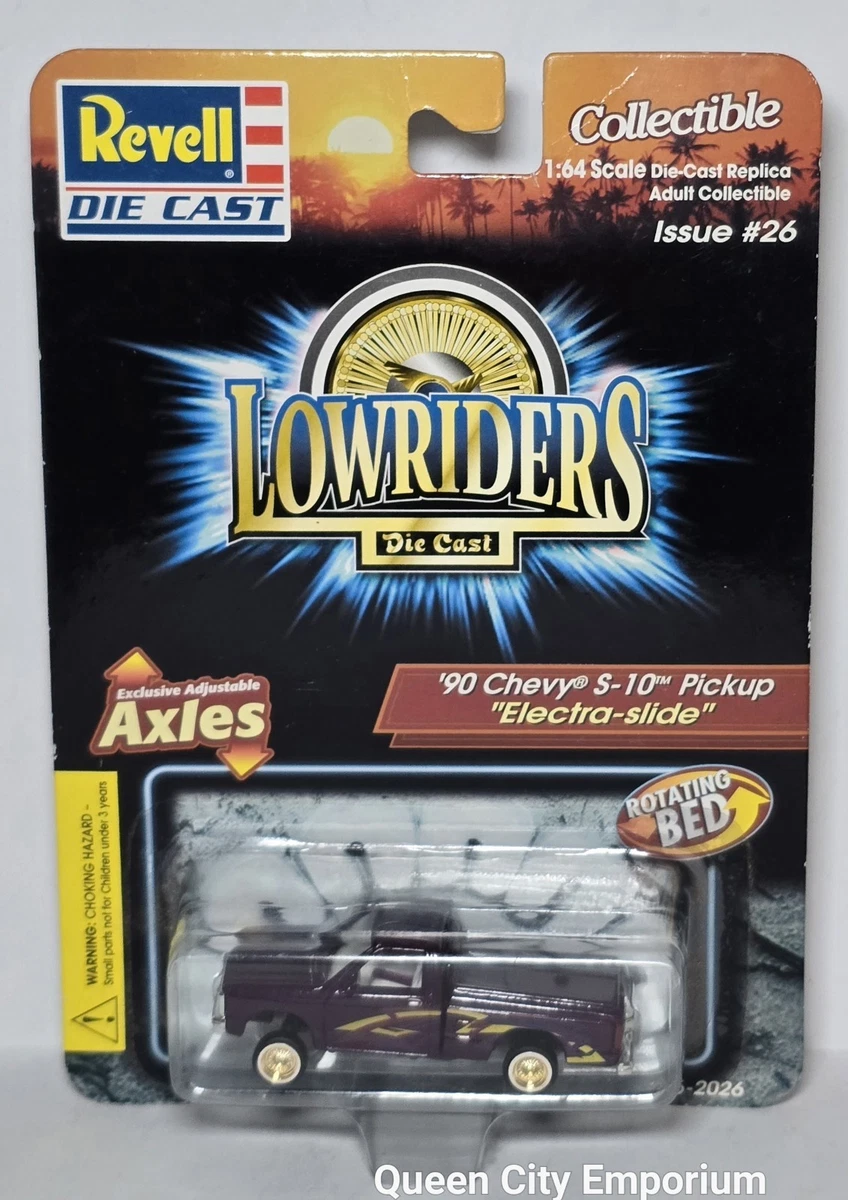 Revell®
DIE CAST
Collectible
1:64 Scale Die-Cast Replica
Adult Collectible
Issue #26
LOWRIDERS
Die Cast
Exclusive Adjustable
Axles
'90 Chevy® S-10™ Pickup
"Electra-slide"
ROTATING
BED
WARNING: CHOKING HAZARD –
Small parts not for Children under 3 years
-2026
Queen City Emporium